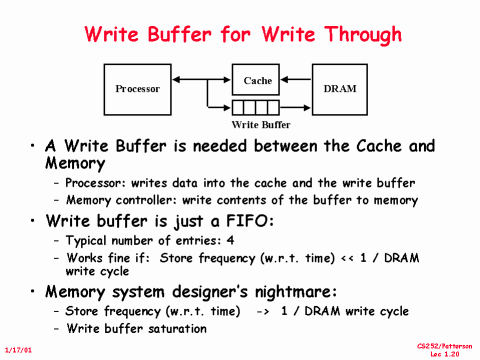 Write Buffer for Write Through
Processor
Cache
DRAM
Write Buffer
• A Write Buffer is needed between the Cache and
Memory
– Processor: writes data into the cache and the write buffer
– Memory controller: write contents of the buffer to memory
• Write buffer is just a FIFO:
– Typical number of entries: 4
– Works fine if: Store frequency (w.r.t. time) << 1 / DRAM
write cycle
• Memory system designer's nightmare:
– Store frequency (w.r.t. time) -> 1 / DRAM write cycle
– Write buffer saturation
1/17/01
CS252/Patterson
Lec 1.20